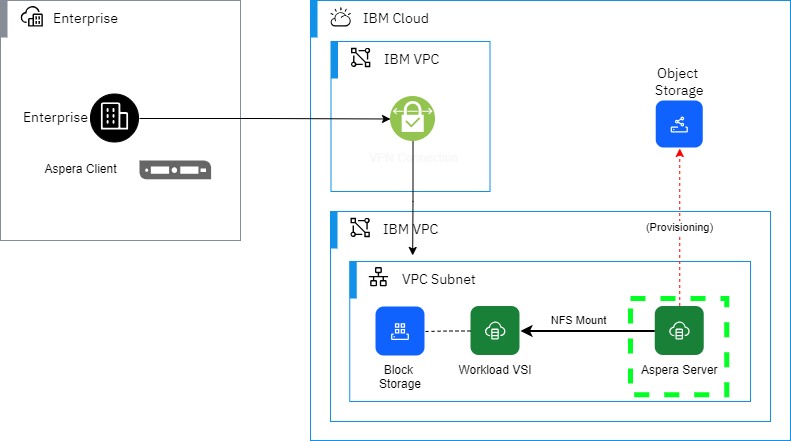 Enterprise
IBM Cloud
IBM VPC
Object
Storage
Enterprise
VPN Connection
Aspera Client
IBM VPC
(Provisioning)
VPC Subnet
NFS Mount
Block
Storage
Workload VSI
Aspera Server